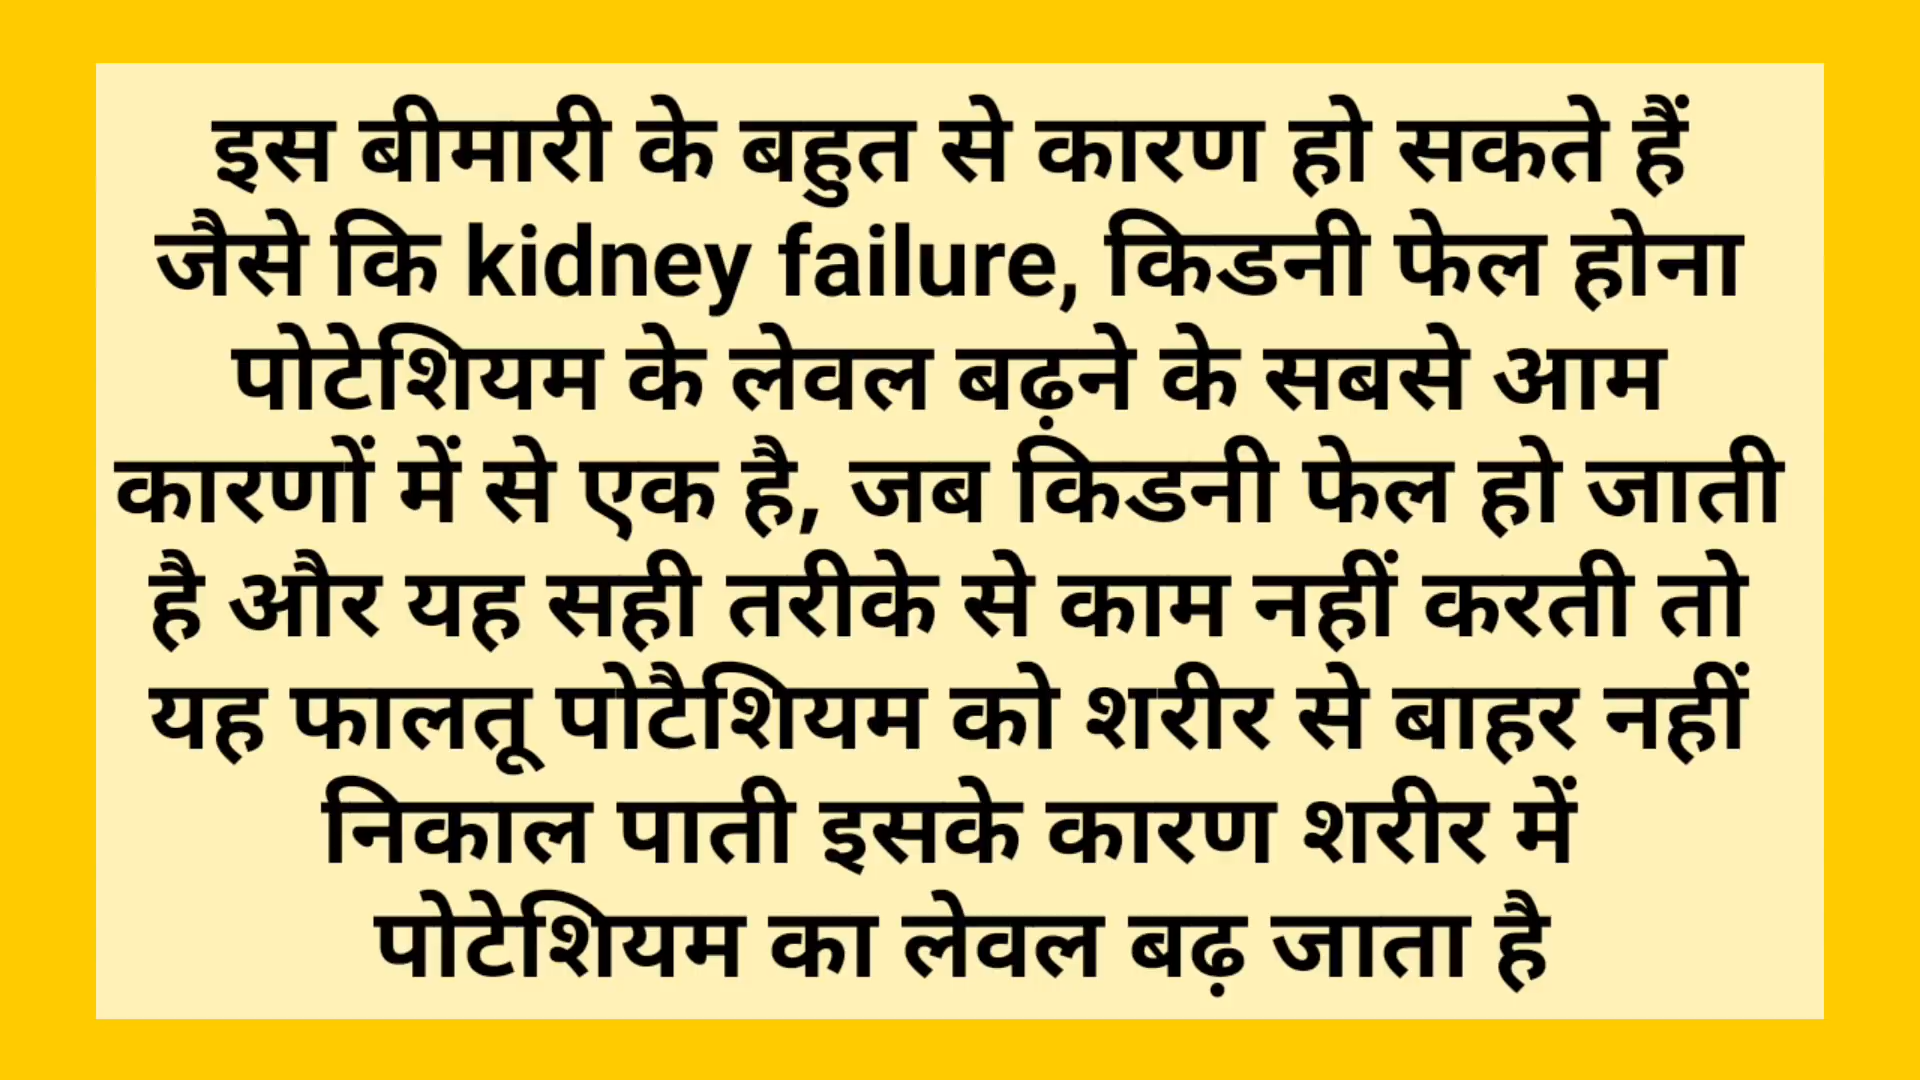 इस बीमारी के बहुत से कारण हो सकते हैं
जैसे कि kidney failure, किडनी फेल होना
पोटेशियम के लेवल बढ़ने के सबसे आम
कारणों में से एक है, जब किडनी फेल हो जाती
है और यह सही तरीके से काम नहीं करती तो
यह फालतू पोटैशियम को शरीर से बाहर नहीं
निकाल पाती इसके कारण शरीर में
पोटेशियम का लेवल बढ़ जाता है